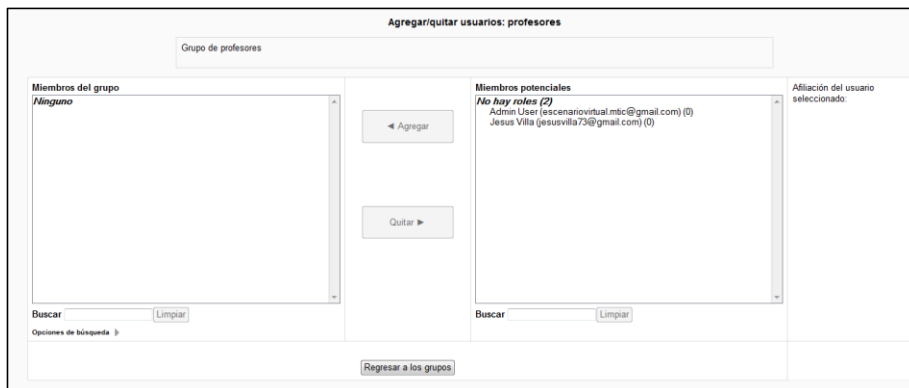 Agregar/quitar usuarios: profesores
Grupo de profesores
Miembros del grupo
Ninguno
◄ Agregar
Quitar ►
Buscar
Limpiar
Opciones de búsqueda
Miembros potenciales
No hay roles (2)
Admin User (escenariovirtual.mtic@gmail.com) (0)
Jesus Villa (jesusvilla73@gmail.com) (0)
Buscar
Limpiar
Afiliación del usuario
seleccionado:
Regresar a los grupos